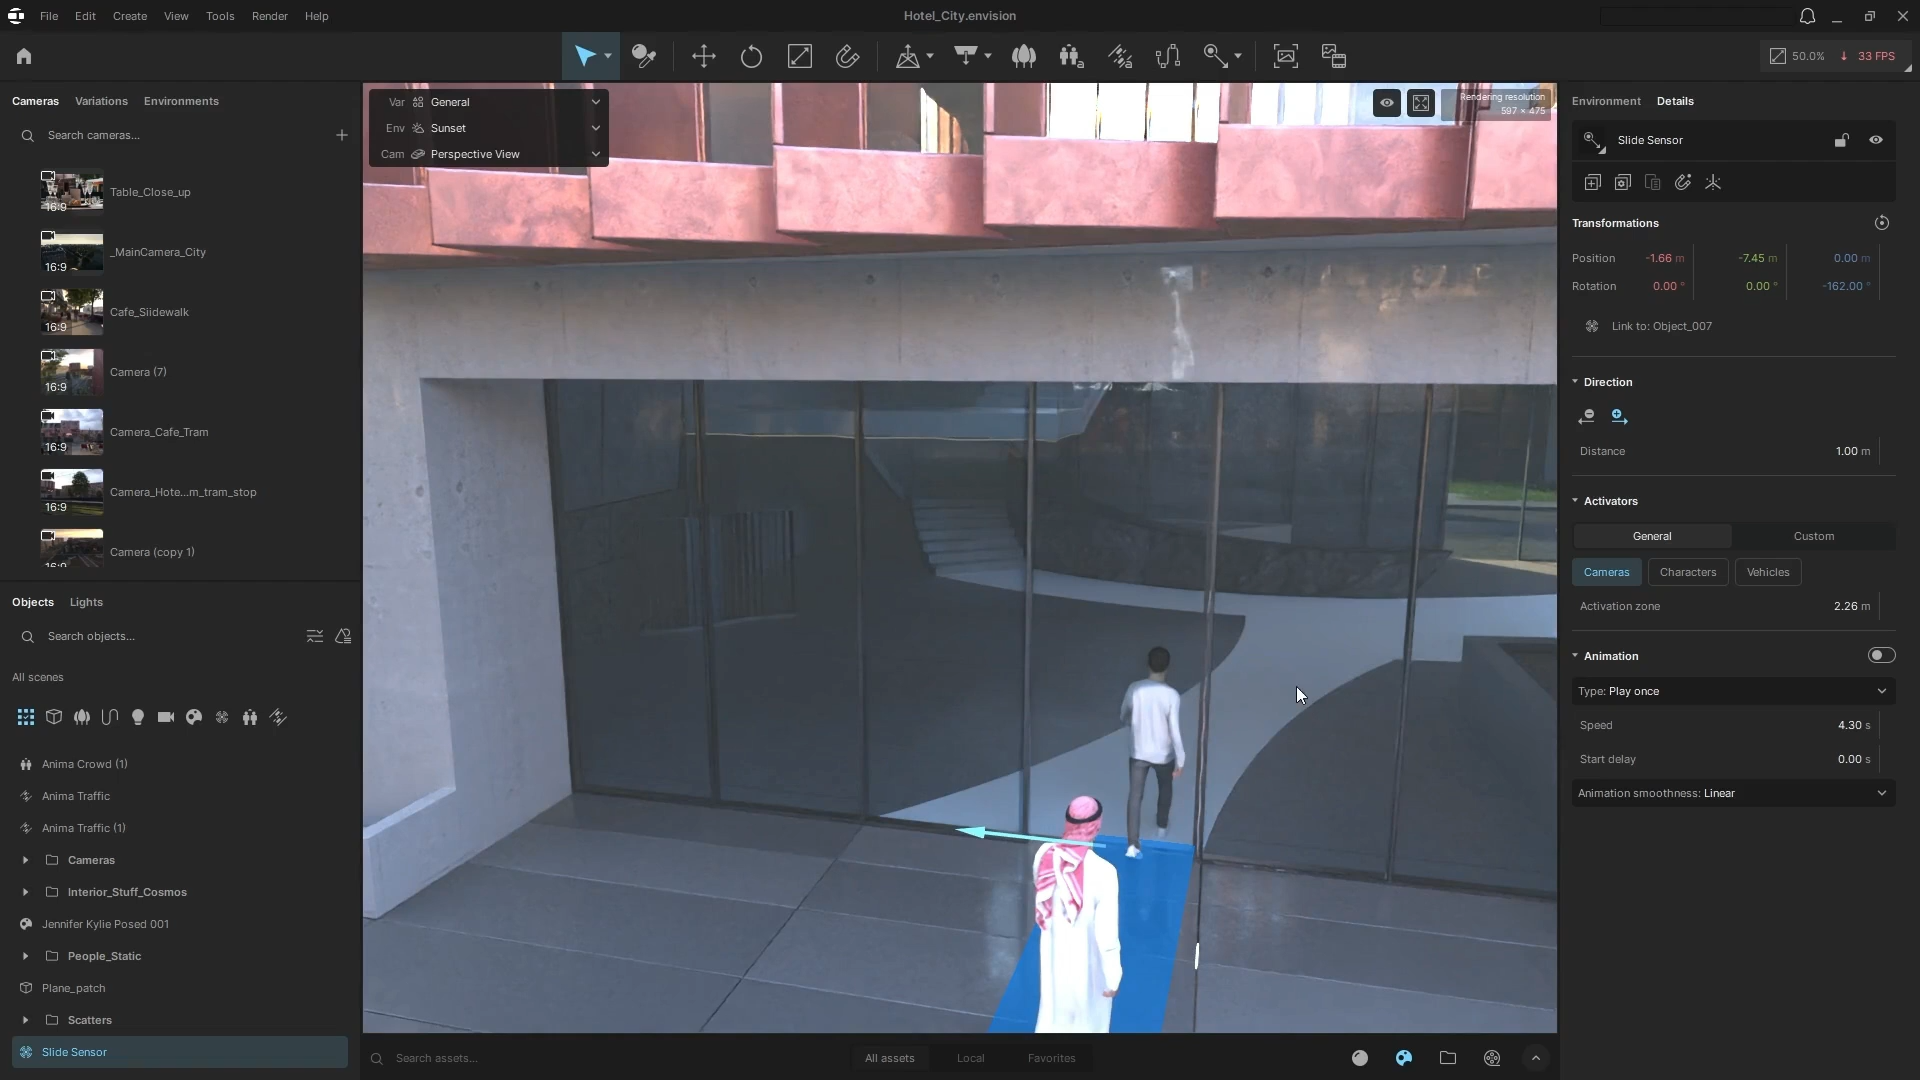 File Edit Create View Tools Render Help
Hotel_City.envision
50.0% ↓ 33 FPS
Cameras Variations Environments
Search cameras...
16:9 Table_Close_up
16:9 _MainCamera_City
16:9 Cafe_Siidewalk
16:9 Camera (7)
16:9 Camera_Cafe_Tram
16:9 Camera_Hote...m_tram_stop
16:9 Camera (copy 1)
Objects Lights
Search objects...
All scenes
Anima Crowd (1)
Anima Traffic
Anima Traffic (1)
Cameras
Interior_Stuff_Cosmos
Jennifer Kylie Posed 001
People_Static
Plane_patch
Scatters
Slide Sensor
Var General
Env Sunset
Cam Perspective View
Rendering resolution
597 × 475
Search assets...
All assets Local Favorites
Environment Details
Slide Sensor
Transformations
Position -1.66 m -7.45 m 0.00 m
Rotation 0.00 ° 0.00 ° -162.00 °
Link to: Object_007
Direction
Distance 1.00 m
Activators
General Custom
Cameras Characters Vehicles
Activation zone 2.26 m
Animation
Type: Play once
Speed 4.30 s
Start delay 0.00 s
Animation smoothness: Linear